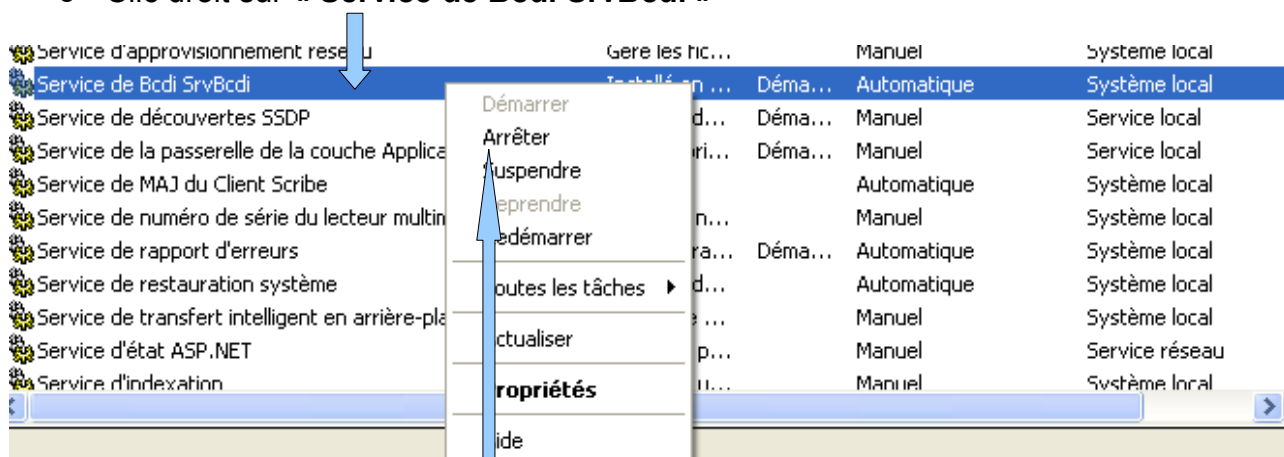 Clic droit sur « Service de Bcdi SrvBcdi »
Service d'approvisionnement réseau Gère les fic... Manuel Système local
Service de Bcdi SrvBcdi Installé en ... Déma... Automatique Système local
Service de découvertes SSDP d... Déma... Manuel Service local
Service de la passerelle de la couche Applica ri... Déma... Manuel Service local
Service de MAJ du Client Scribe Automatique Système local
Service de numéro de série du lecteur multim n... Manuel Système local
Service de rapport d'erreurs ra... Déma... Automatique Système local
Service de restauration système d... Automatique Système local
Service de transfert intelligent en arrière-pla ... Manuel Système local
Service d'état ASP.NET p... Manuel Service réseau
Service d'indexation u... Manuel Système local
Démarrer
Arrêter
Suspendre
Reprendre
Redémarrer
Toutes les tâches
Actualiser
Propriétés
Aide